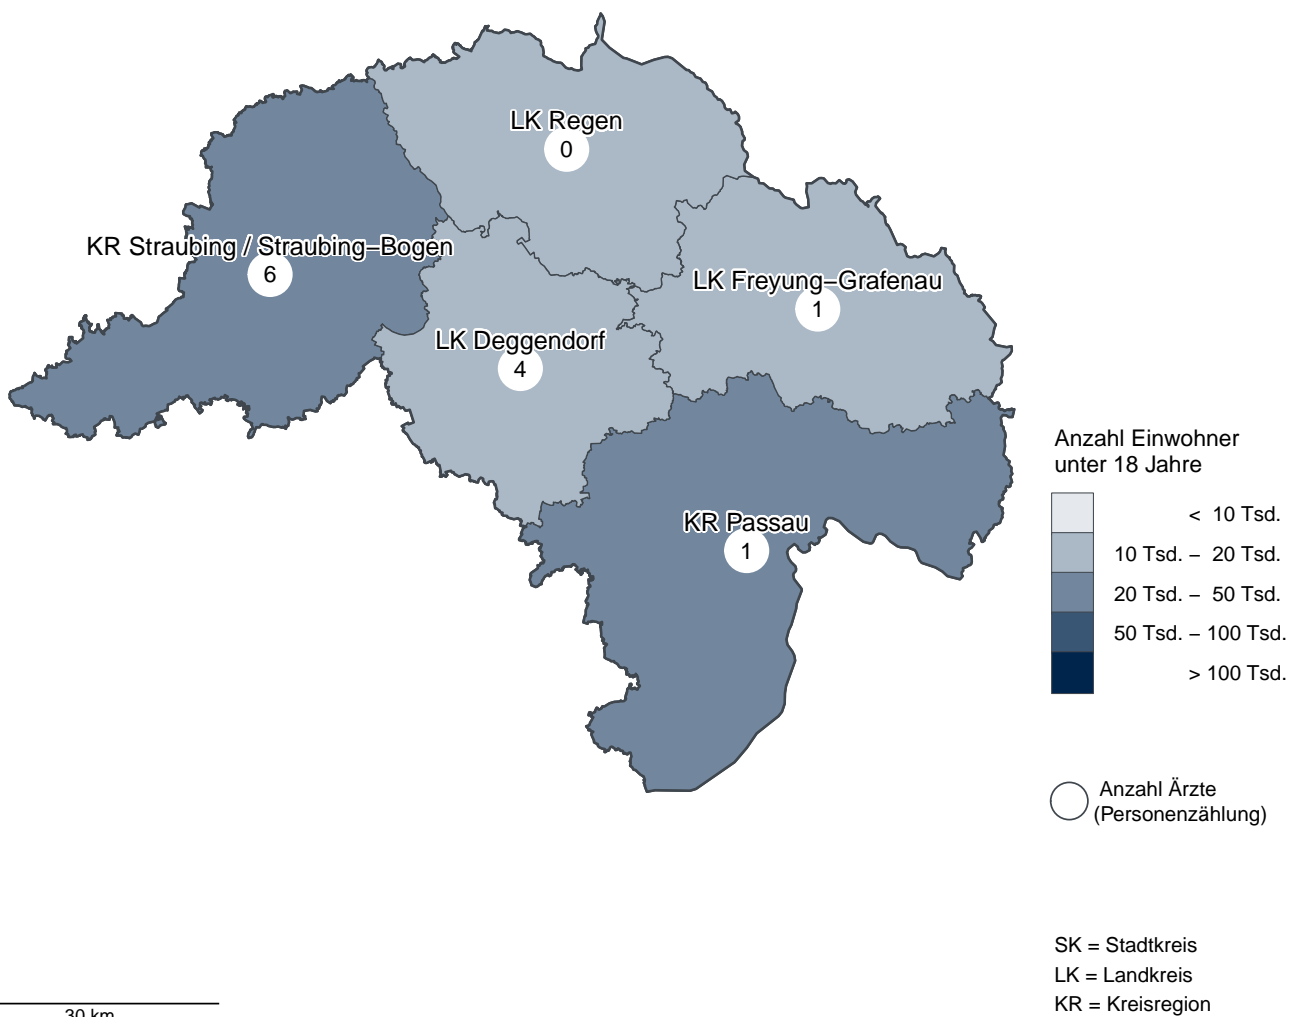 LK Regen
0
KR Straubing / Straubing–Bogen
6
LK Freyung–Grafenau
1
LK Deggendorf
4
KR Passau
1
Anzahl Einwohner
unter 18 Jahre
< 10 Tsd.
10 Tsd. – 20 Tsd.
20 Tsd. – 50 Tsd.
50 Tsd. – 100 Tsd.
> 100 Tsd.
Anzahl Ärzte
(Personenzählung)
SK = Stadtkreis
LK = Landkreis
KR = Kreisregion
30 km